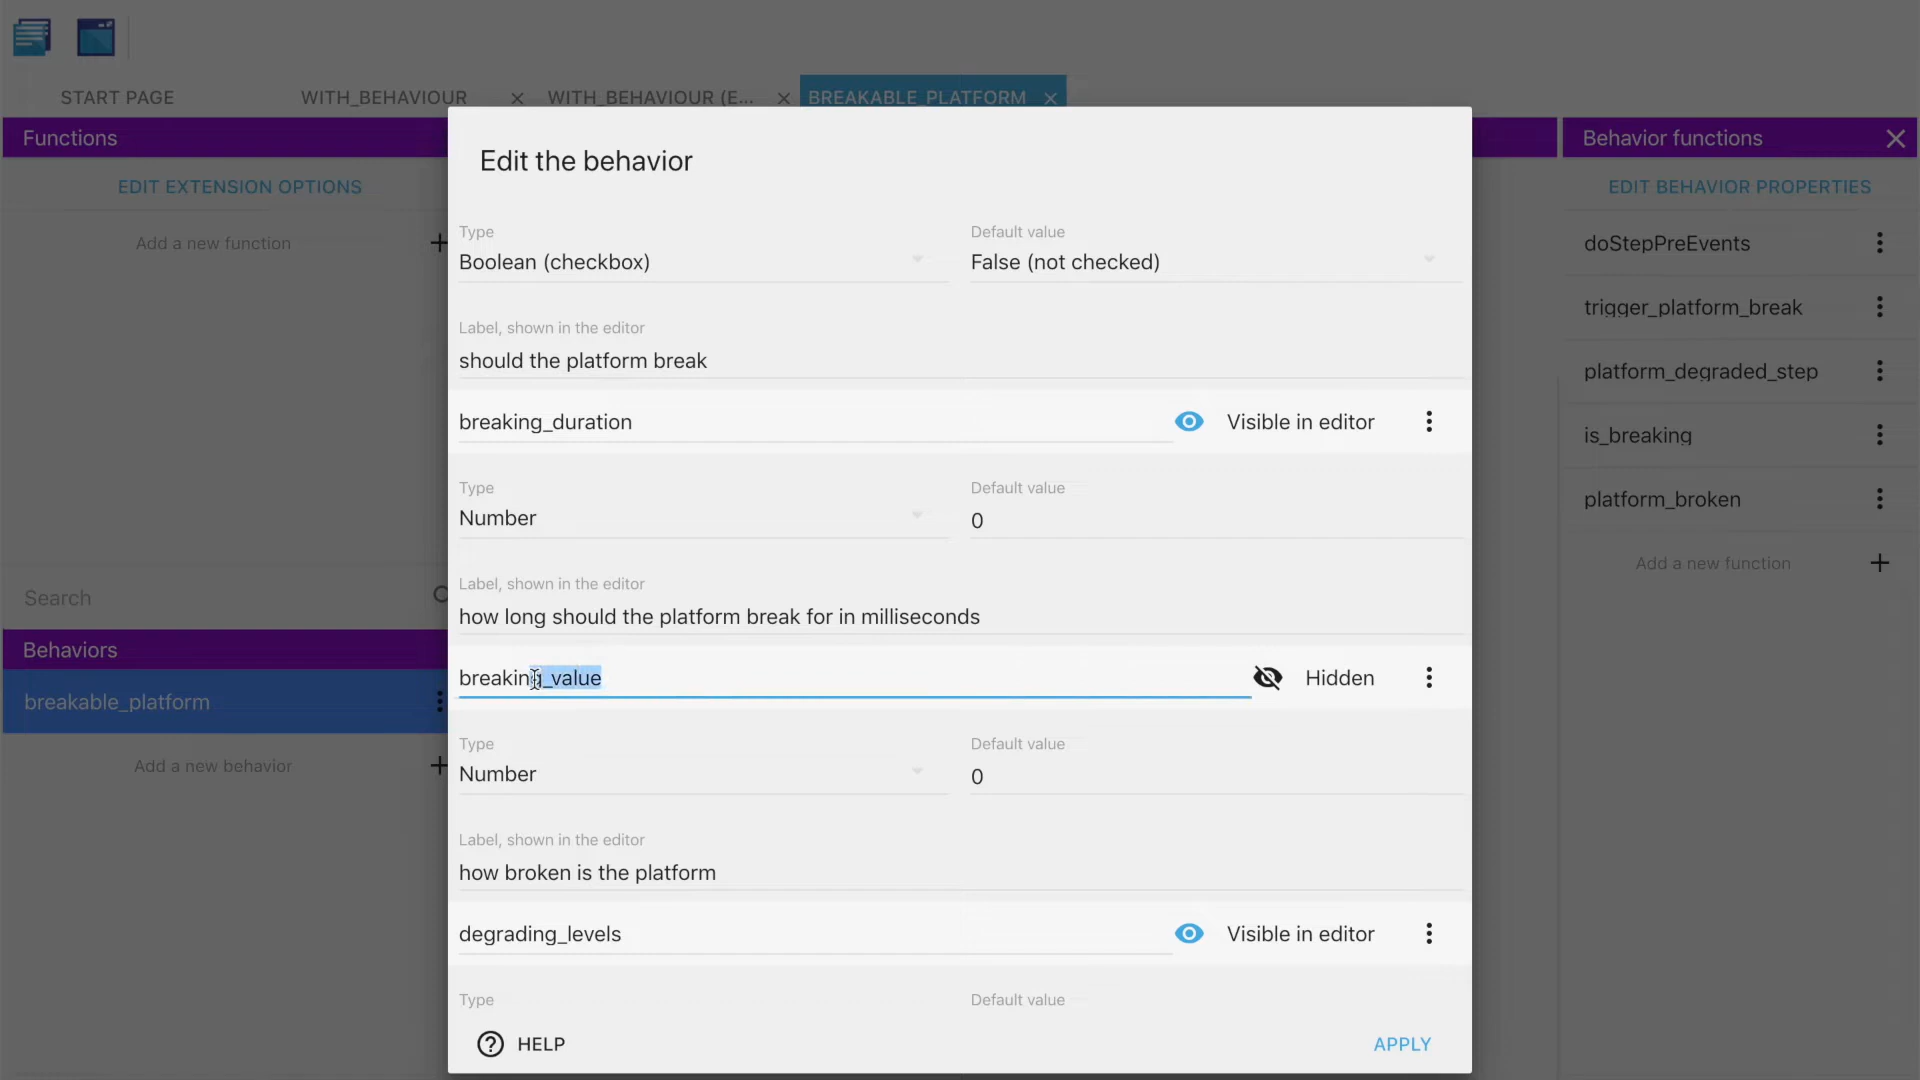 START PAGE
WITH_BEHAVIOUR
WITH_BEHAVIOUR (E...
BREAKABLE_PLATFORM
Functions
EDIT EXTENSION OPTIONS
Add a new function
Search
Behaviors
breakable_platform
Add a new behavior
Edit the behavior
Type
Default value
Boolean (checkbox)
False (not checked)
Label, shown in the editor
should the platform break
breaking_duration
Visible in editor
Type
Default value
Number
0
Label, shown in the editor
how long should the platform break for in milliseconds
breaking_value
Hidden
Type
Default value
Number
0
Label, shown in the editor
how broken is the platform
degrading_levels
Visible in editor
Type
Default value
? HELP
APPLY
Behavior functions
EDIT BEHAVIOR PROPERTIES
doStepPreEvents
trigger_platform_break
platform_degraded_step
is_breaking
platform_broken
Add a new function